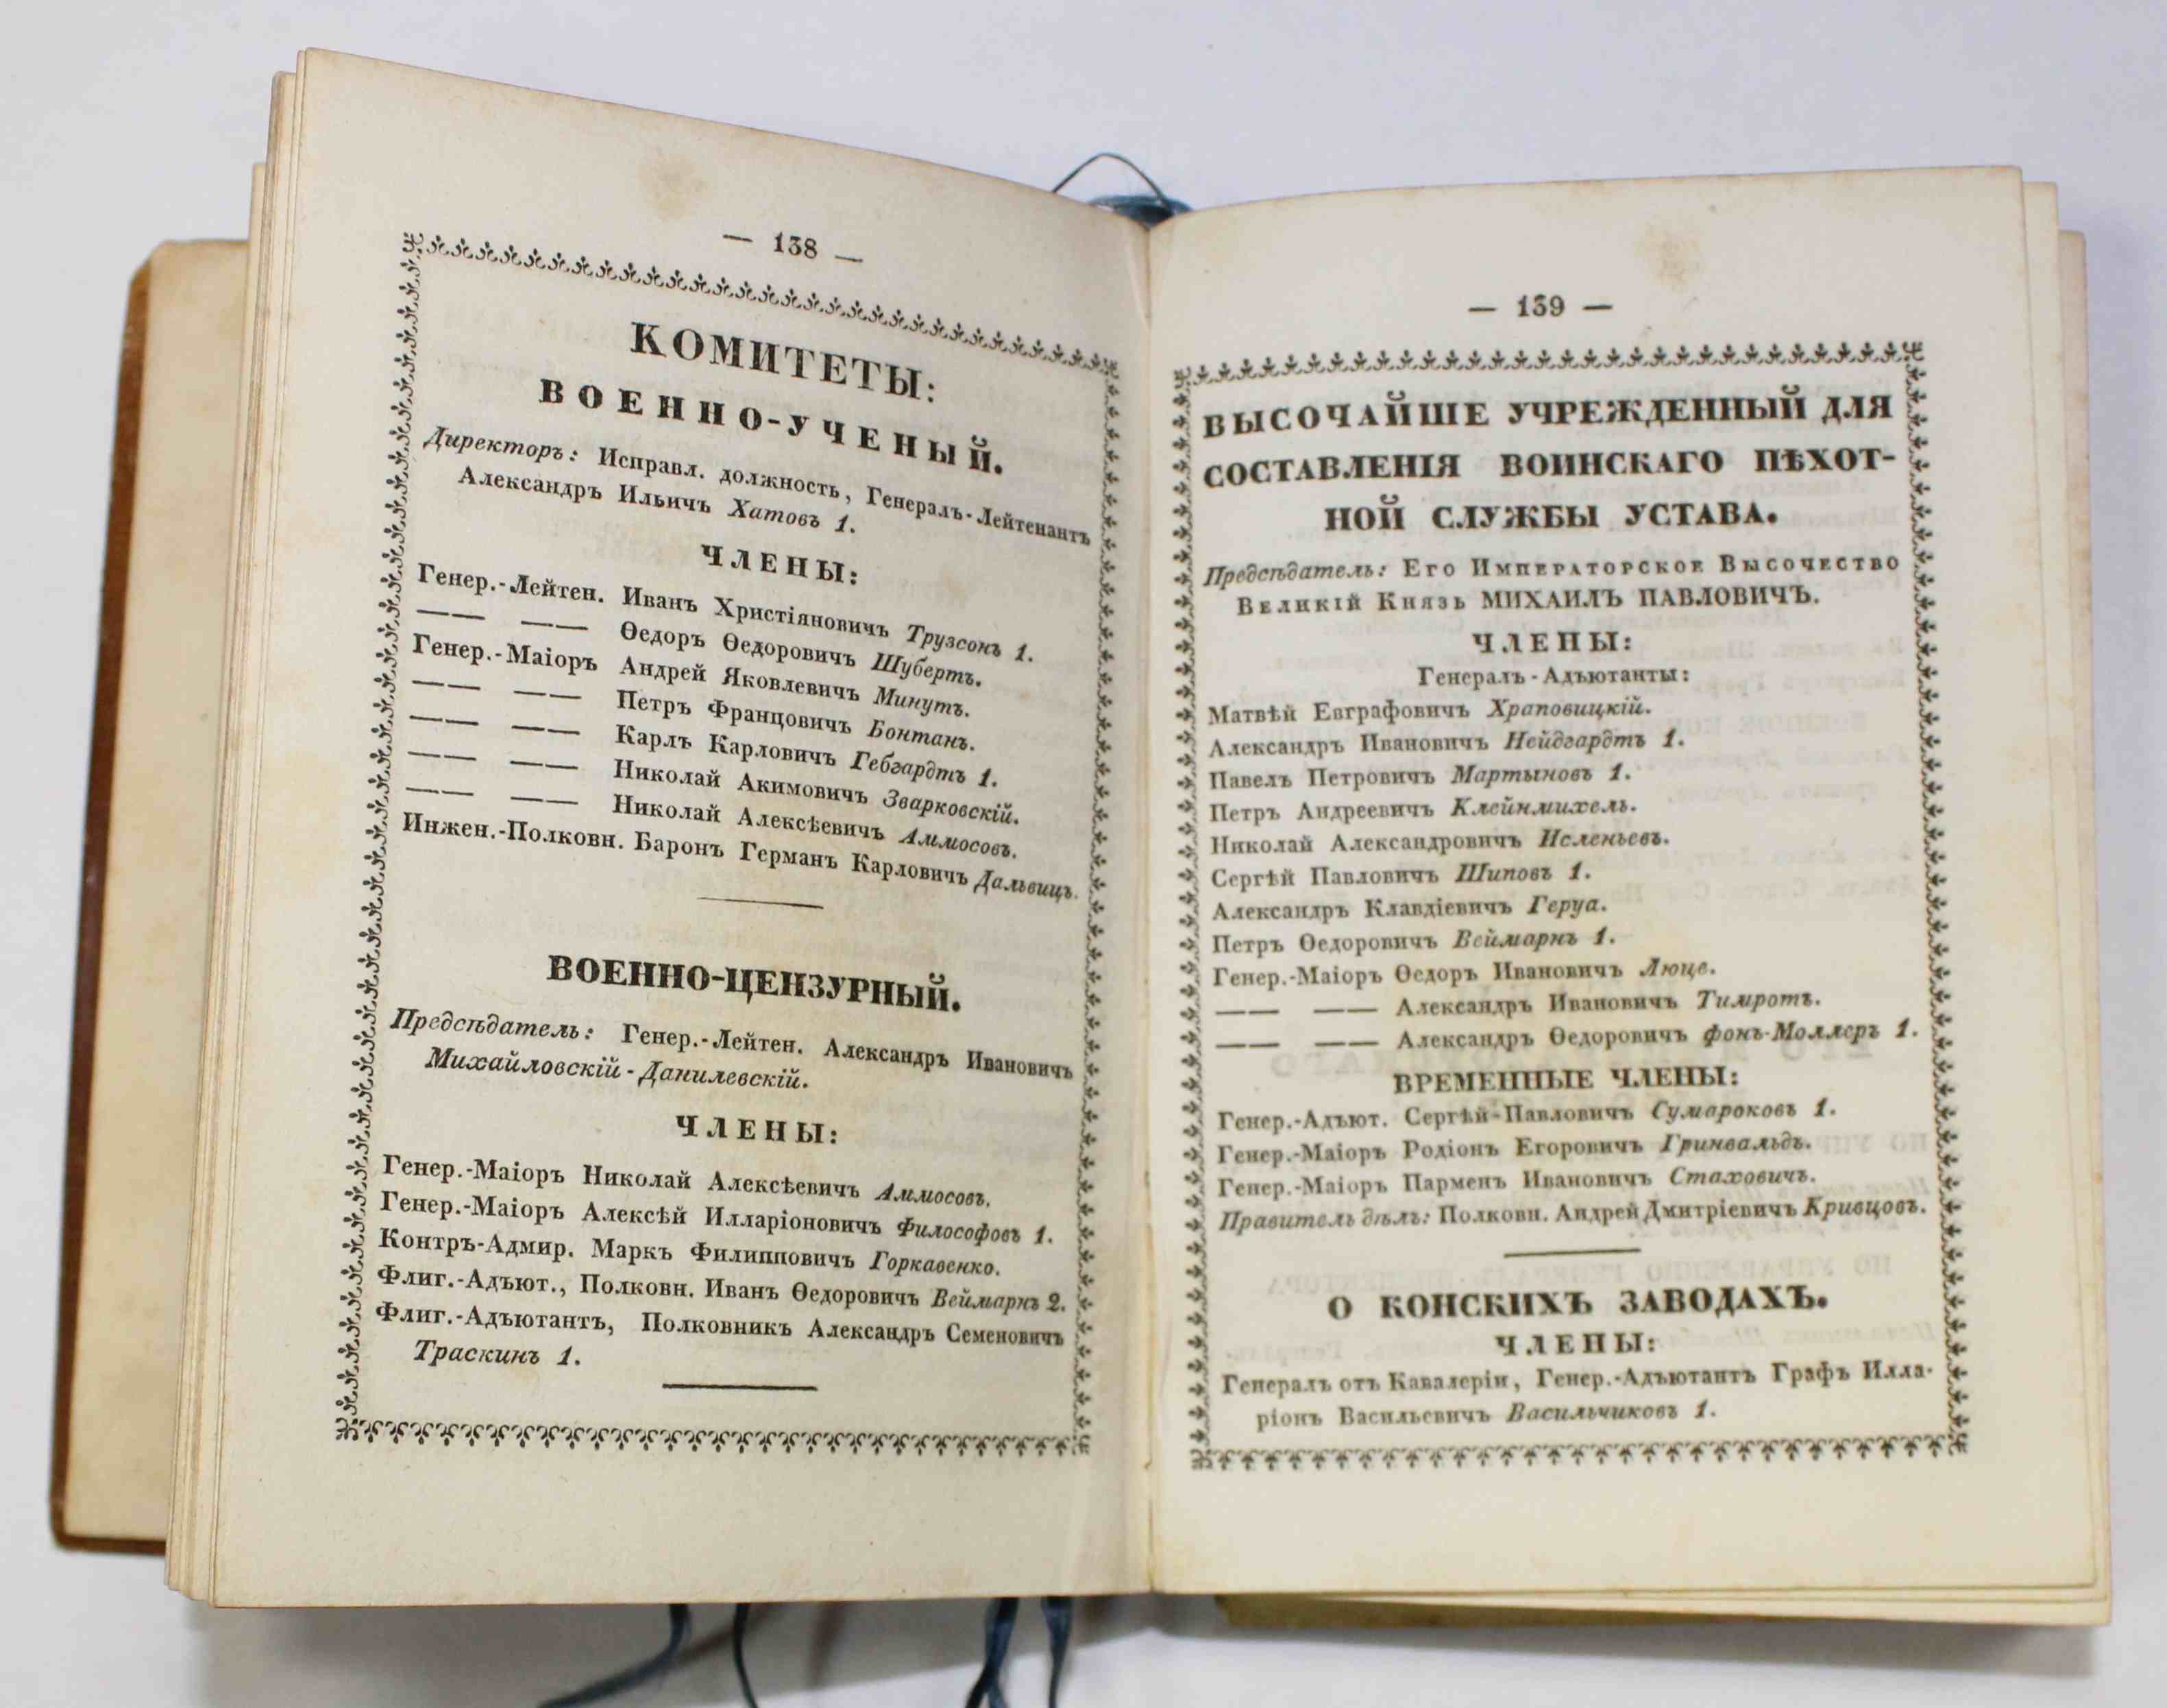 — 138 —
КОМИТЕТЫ:
ВОЕННО-УЧЕНЫЙ.
Директоръ: Исправл. должность, Генералъ-Лейтенантъ
Александръ Ильичъ Хатовъ 1.
ЧЛЕНЫ:
Генер.-Лейтен. Иванъ Христіяновичъ Трузсонъ 1.
—— —— Ѳедоръ Ѳедоровичъ Шубертъ.
Генер.-Маіоръ Андрей Яковлевичъ Минутъ.
—— —— Петръ Францовичъ Бонтанъ.
—— —— Карлъ Карловичъ Гебгардтъ 1.
—— —— Николай Акимовичъ Зварковскій.
—— —— Николай Алексѣевичъ Аммосовъ.
Инжен.-Полковн. Баронъ Германъ Карловичъ Дальвицъ.
ВОЕННО-ЦЕНЗУРНЫЙ.
Предсѣдатель: Генер.-Лейтен. Александръ Ивановичъ
Михайловскій-Данилевскій.
ЧЛЕНЫ:
Генер.-Маіоръ Николай Алексѣевичъ Аммосовъ.
Генер.-Маіоръ Алексѣй Илларіоновичъ Философовъ 1.
Контръ-Адмир. Маркъ Филипповичъ Горкавенко.
Флиг.-Адъют., Полковн. Иванъ Ѳедоровичъ Веймарнъ 2.
Флиг.-Адъютантъ, Полковникъ Александръ Семеновичъ
Траскинъ 1.
— 139 —
ВЫСОЧАЙШЕ УЧРЕЖДЕННЫЙ ДЛЯ
СОСТАВЛЕНІЯ ВОИНСКАГО ПѢХОТ-
НОЙ СЛУЖБЫ УСТАВА.
Предсѣдатель: Его Императорское Высочество
Великій Князь МИХАИЛЪ ПАВЛОВИЧЪ.
ЧЛЕНЫ:
Генералъ-Адъютанты:
Матвѣй Евграфовичъ Храповицкій.
Александръ Ивановичъ Нейдгардтъ 1.
Павелъ Петровичъ Мартыновъ 1.
Петръ Андреевичъ Клейнмихель.
Николай Александровичъ Исленьевъ.
Сергѣй Павловичъ Шиповъ 1.
Александръ Клавдіевичъ Геруа.
Петръ Ѳедоровичъ Веймарнъ 1.
Генер.-Маіоръ Ѳедоръ Ивановичъ Люце.
—— —— Александръ Ивановичъ Тимротъ.
—— —— Александръ Ѳедоровичъ фонъ-Моллеръ 1.
ВРЕМЕННЫЕ ЧЛЕНЫ:
Генер.-Адъют. Сергѣй-Павловичъ Сумароковъ 1.
Генер.-Маіоръ Родіонъ Егоровичъ Гринвальдъ.
Генер.-Маіоръ Парменъ Ивановичъ Стаховичъ.
Правитель дѣлъ: Полковн. Андрей Дмитріевичъ Кривцовъ.
О КОНСКИХЪ ЗАВОДАХЪ.
ЧЛЕНЫ:
Генералъ отъ Кавалеріи, Генер.-Адъютантъ Графъ Илла-
ріонъ Васильевичъ Васильчиковъ 1.